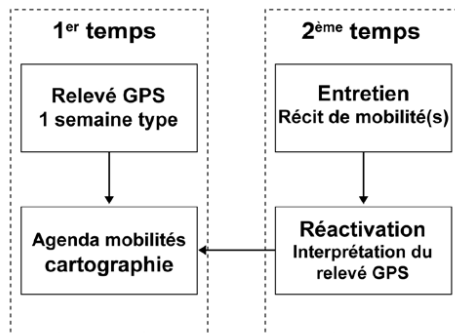 1er temps
Relevé GPS
1 semaine type
Agenda mobilités
cartographie
2ème temps
Entretien
Récit de mobilité(s)
Réactivation
Interprétation du
relevé GPS